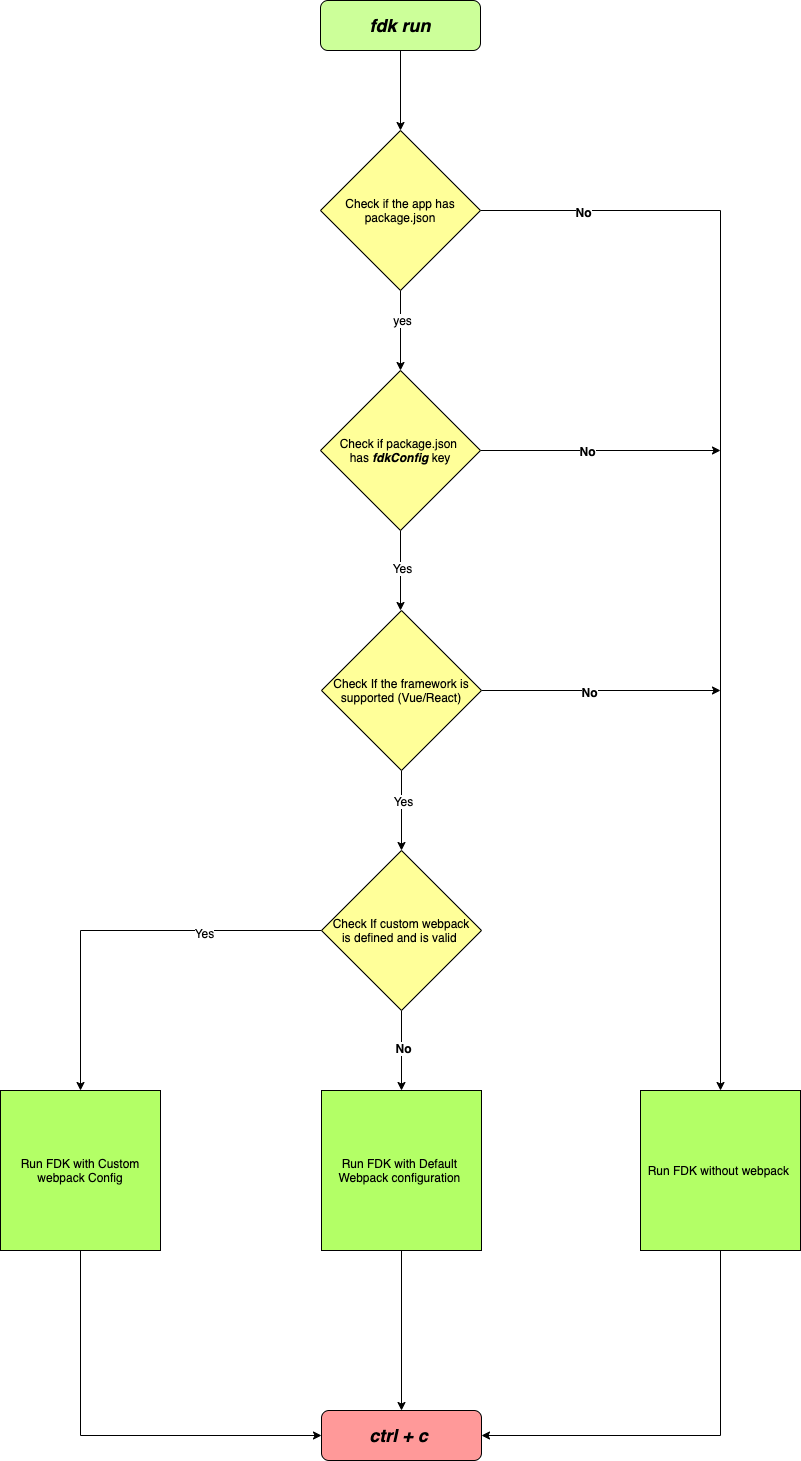 fdk run
Check if the app has
package.json
No
yes
Check if package.json
has fdkConfig key
No
Yes
Check If the framework is
supported (Vue/React)
No
Yes
Check If custom webpack
is defined and is valid
Yes
No
Run FDK with Custom
webpack Config
Run FDK with Default
Webpack configuration
Run FDK without webpack
ctrl + c